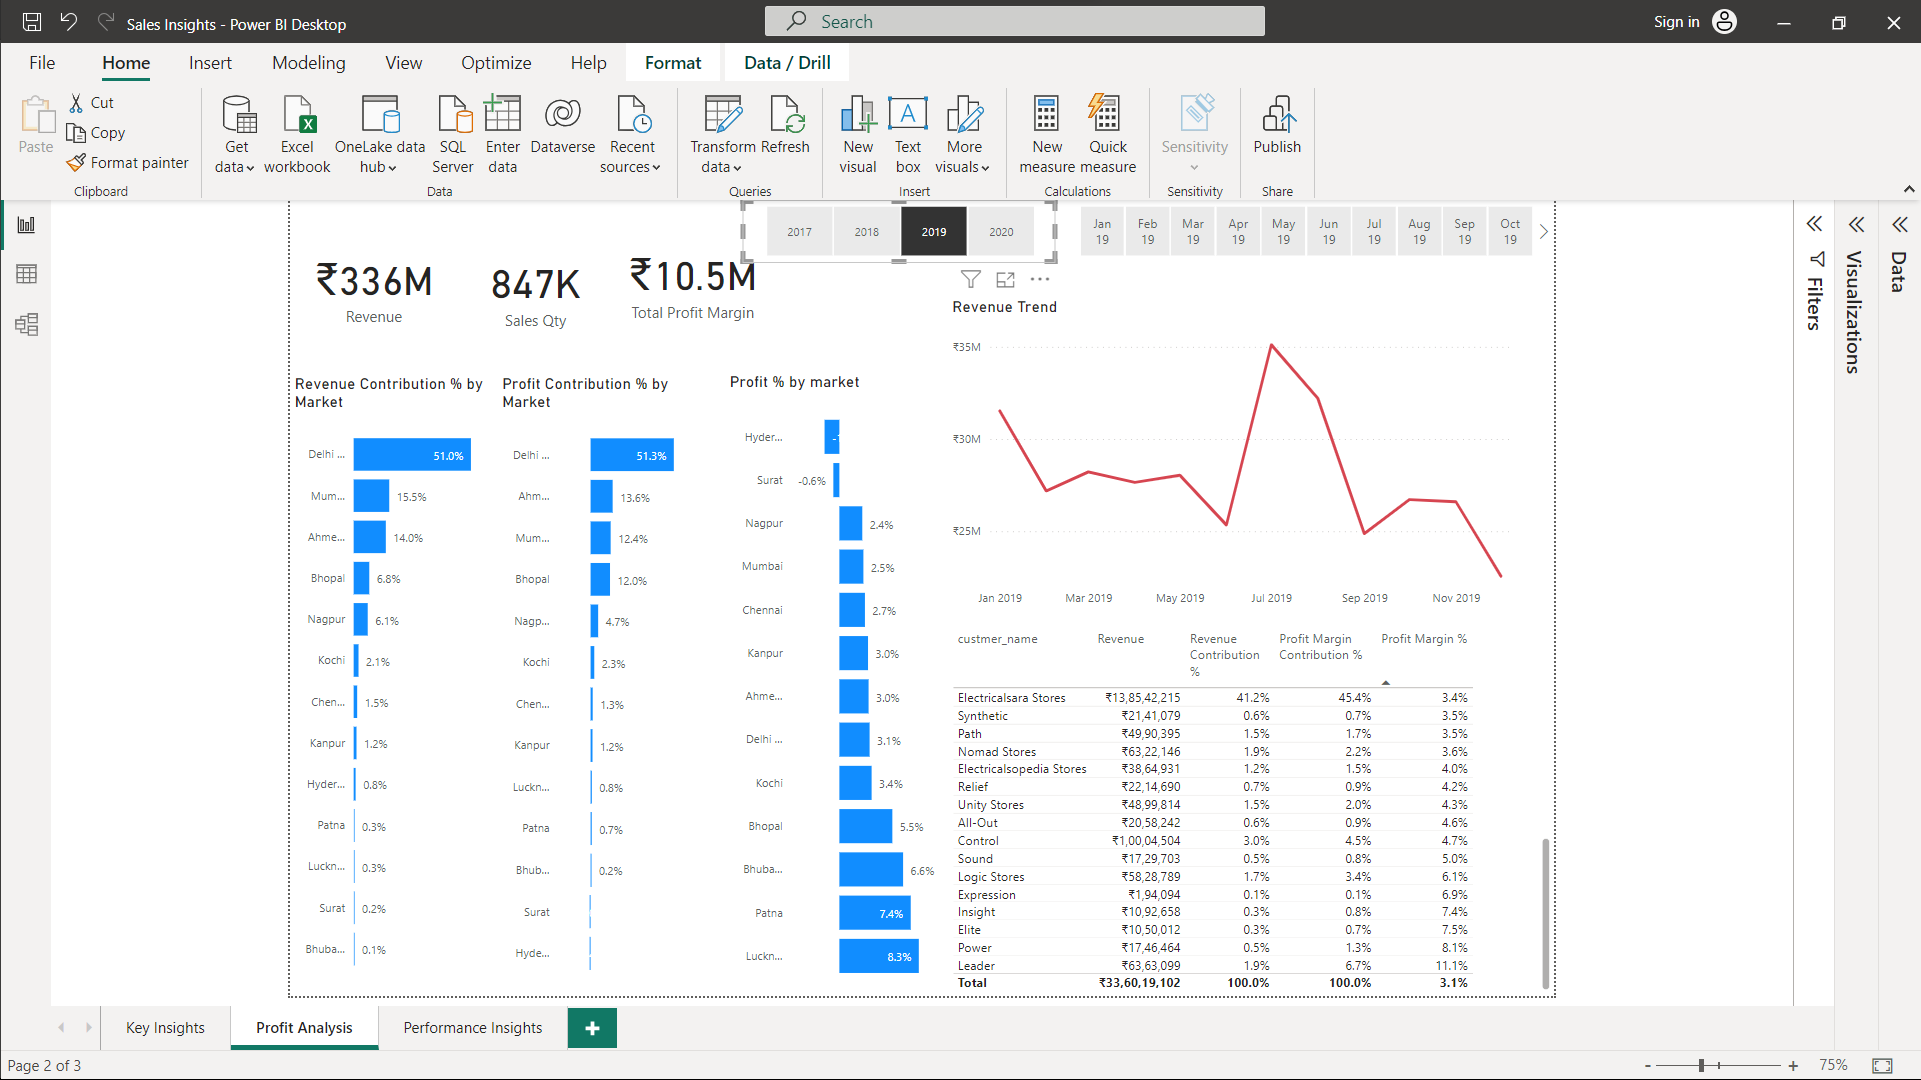 Sales Insights - Power BI Desktop
Search
Sign in
File
Home
Insert
Modeling
View
Optimize
Help
Format
Data / Drill
Paste
Cut
Copy
Format painter
Clipboard
Get data
Excel workbook
OneLake data hub
SQL Server
Enter data
Dataverse
Recent sources
Data
Transform data
Refresh
Queries
New visual
Text box
More visuals
Insert
New measure
Quick measure
Calculations
Sensitivity
Sensitivity
Publish
Share
2017 2018 2019 2020
Jan 19 Feb 19 Mar 19 Apr 19 May 19 Jun 19 Jul 19 Aug 19 Sep 19 Oct 19
₹336M
Revenue
847K
Sales Qty
₹10.5M
Total Profit Margin
Revenue Contribution % by Market
Delhi ... 51.0%
Mum... 15.5%
Ahme... 14.0%
Bhopal 6.8%
Nagpur 6.1%
Kochi 2.1%
Chen... 1.5%
Kanpur 1.2%
Hyder... 0.8%
Patna 0.3%
Luckn... 0.3%
Surat 0.2%
Bhuba... 0.1%
Profit Contribution % by Market
Delhi ... 51.3%
Ahm... 13.6%
Mum... 12.4%
Bhopal 12.0%
Nagp... 4.7%
Kochi 2.3%
Chen... 1.3%
Kanpur 1.2%
Luckn... 0.8%
Patna 0.7%
Bhub... 0.2%
Surat
Hyde...
Profit % by market
Hyder...
Surat -0.6%
Nagpur 2.4%
Mumbai 2.5%
Chennai 2.7%
Kanpur 3.0%
Ahme... 3.0%
Delhi ... 3.1%
Kochi 3.4%
Bhopal 5.5%
Bhuba... 6.6%
Patna 7.4%
Luckn... 8.3%
Revenue Trend
₹35M
₹30M
₹25M
Jan 2019 Mar 2019 May 2019 Jul 2019 Sep 2019 Nov 2019
custmer_name Revenue Revenue Contribution % Profit Margin Contribution % Profit Margin %
Electricalsara Stores ₹13,85,42,215 41.2% 45.4% 3.4%
Synthetic ₹21,41,079 0.6% 0.7% 3.5%
Path ₹49,90,395 1.5% 1.7% 3.5%
Nomad Stores ₹63,22,146 1.9% 2.2% 3.6%
Electricalsopedia Stores ₹38,64,931 1.2% 1.5% 4.0%
Relief ₹22,14,690 0.7% 0.9% 4.2%
Unity Stores ₹48,99,814 1.5% 2.0% 4.3%
All-Out ₹20,58,242 0.6% 0.9% 4.6%
Control ₹1,00,04,504 3.0% 4.5% 4.7%
Sound ₹17,29,703 0.5% 0.8% 5.0%
Logic Stores ₹58,28,789 1.7% 3.4% 6.1%
Expression ₹1,94,094 0.1% 0.1% 6.9%
Insight ₹10,92,658 0.3% 0.8% 7.4%
Elite ₹10,50,012 0.3% 0.7% 7.5%
Power ₹17,46,464 0.5% 1.3% 8.1%
Leader ₹63,63,099 1.9% 6.7% 11.1%
Total ₹33,60,19,102 100.0% 100.0% 3.1%
Filters
Visualizations
Data
Key Insights
Profit Analysis
Performance Insights
Page 2 of 3
- + 75%